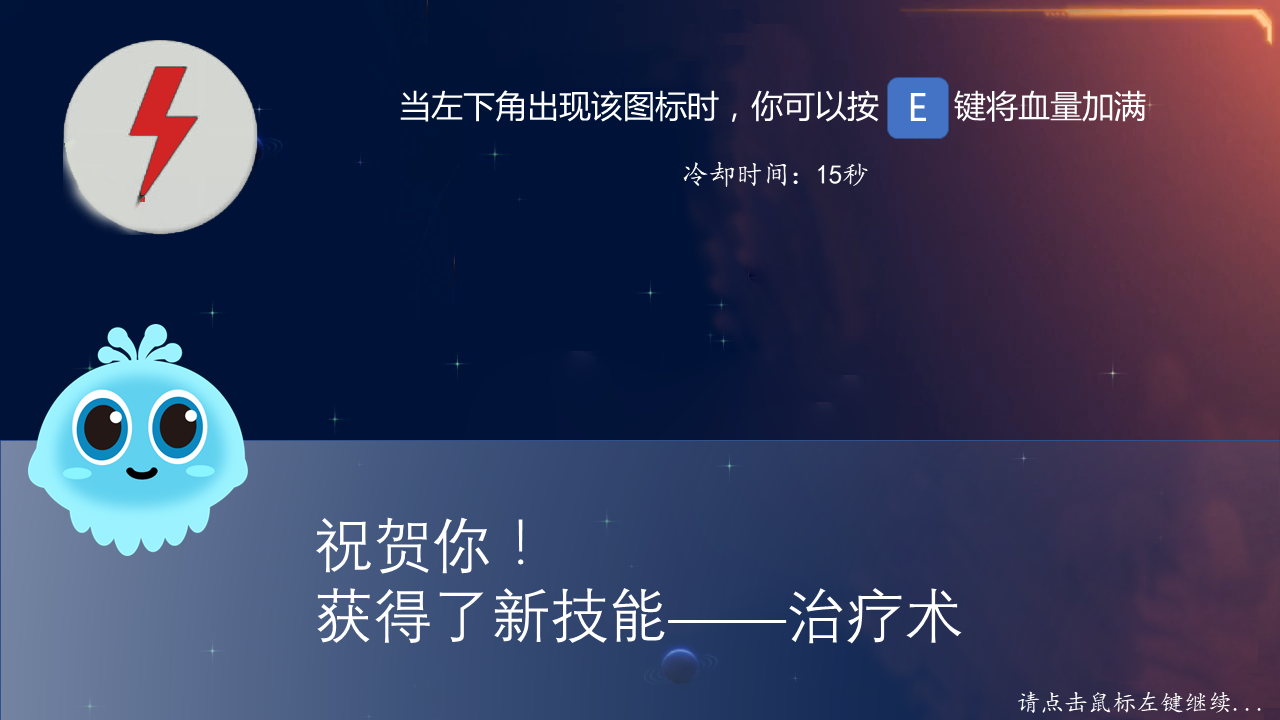 当左下角出现该图标时，你可以按 E 键将血量加满
冷却时间：15秒
祝贺你！
获得了新技能——治疗术
请点击鼠标左键继续...